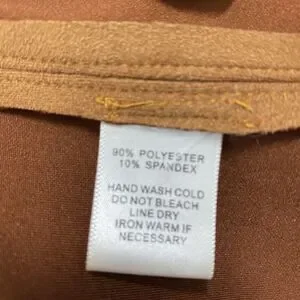 90% POLYESTER
10% SPANDEX
HAND WASH COLD
DO NOT BLEACH
LINE DRY
IRON WARM IF
NECESSARY